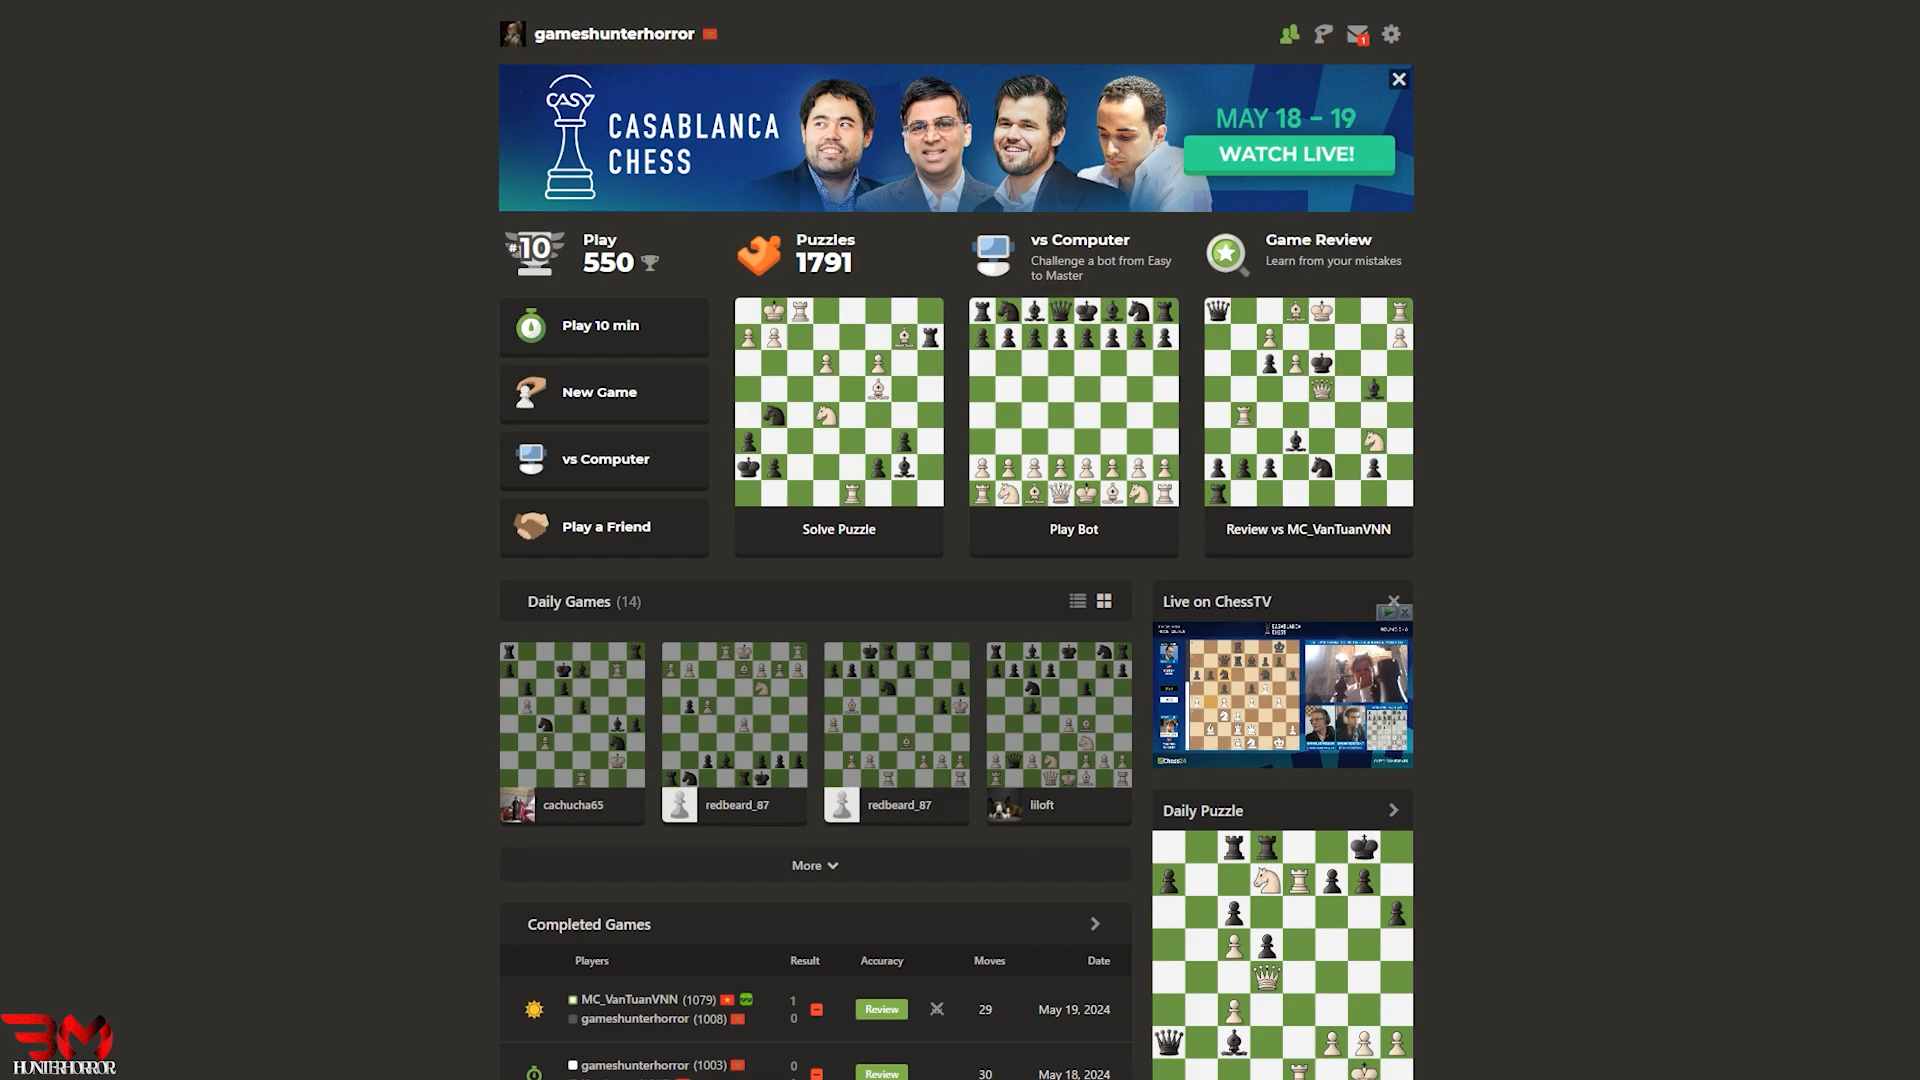 gameshunterhorror
1
CASY
CASABLANCA
CHESS
MAY 18 – 19
WATCH LIVE!
#10
Play
550
Puzzles
1791
vs Computer
Challenge a bot from Easy
to Master
Game Review
Learn from your mistakes
Play 10 min
New Game
vs Computer
Play a Friend
Solve Puzzle
Play Bot
Review vs MC_VanTuanVNN
Daily Games (14)
cachucha65
redbeard_87
redbeard_87
liloft
More
Live on ChessTV
CASABLANCA
CHESS
Daily Puzzle
Completed Games
Players
Result
Accuracy
Moves
Date
MC_VanTuanVNN (1079)
gameshunterhorror (1008)
1
0
Review
29
May 19, 2024
gameshunterhorror (1003)
0
Review
30
May 18, 2024
HUNTERHORROR